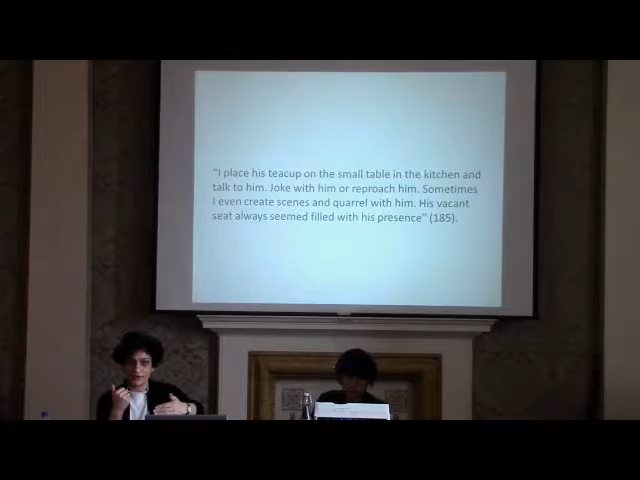 "I place his teacup on the small table in the kitchen and
talk to him. Joke with him or reproach him. Sometimes
I even create scenes and quarrel with him. His vacant
seat always seemed filled with his presence" (185).